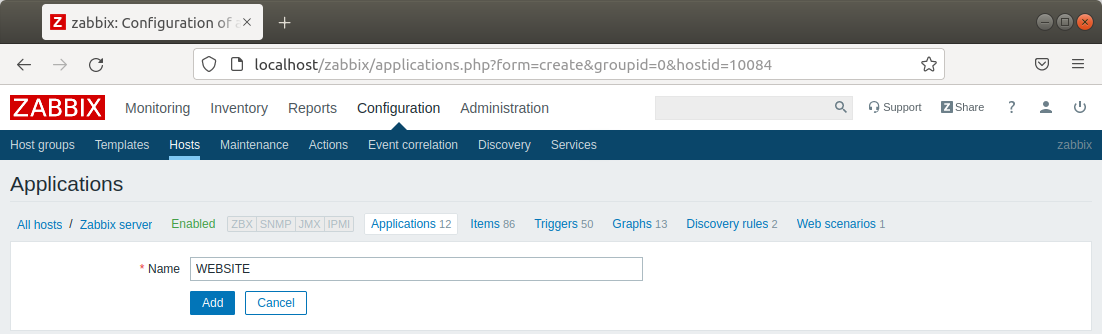 Z zabbix: Configuration of a
localhost/zabbix/applications.php?form=create&groupid=0&hostid=10084
ZABBIX Monitoring Inventory Reports Configuration Administration Support Z Share ?
Host groups Templates Hosts Maintenance Actions Event correlation Discovery Services zabbix
Applications
All hosts / Zabbix server Enabled ZBX SNMP JMX IPMI Applications 12 Items 86 Triggers 50 Graphs 13 Discovery rules 2 Web scenarios 1
* Name WEBSITE
Add Cancel